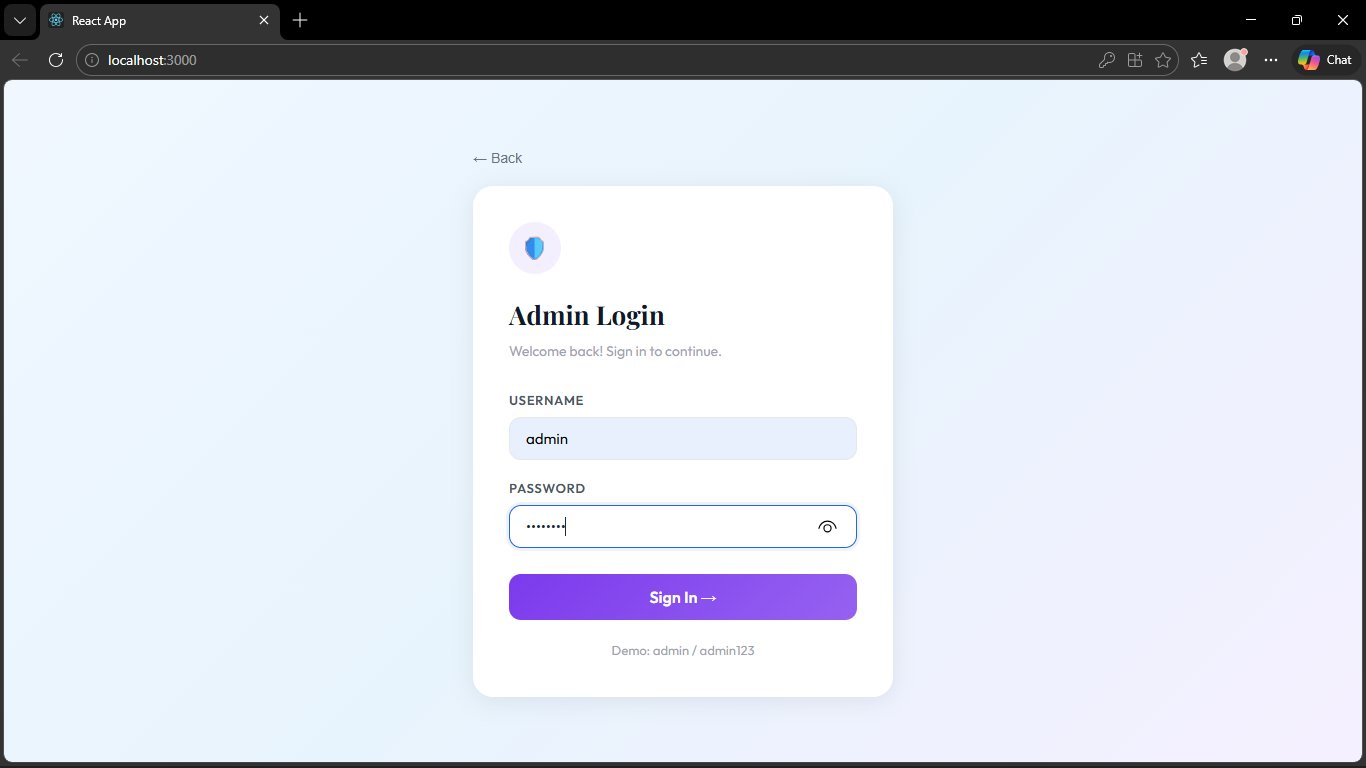 React App
localhost:3000
Chat
← Back
Admin Login
Welcome back! Sign in to continue.
USERNAME
admin
PASSWORD
••••••••
Sign In →
Demo: admin / admin123